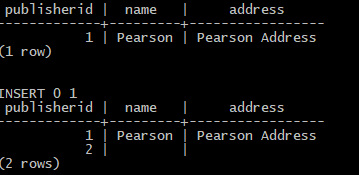 publisherid | name | address
-------------+---------+-----------------
1 | Pearson | Pearson Address
(1 row)
INSERT 0 1
publisherid | name | address
-------------+---------+-----------------
1 | Pearson | Pearson Address
2 | |
(2 rows)